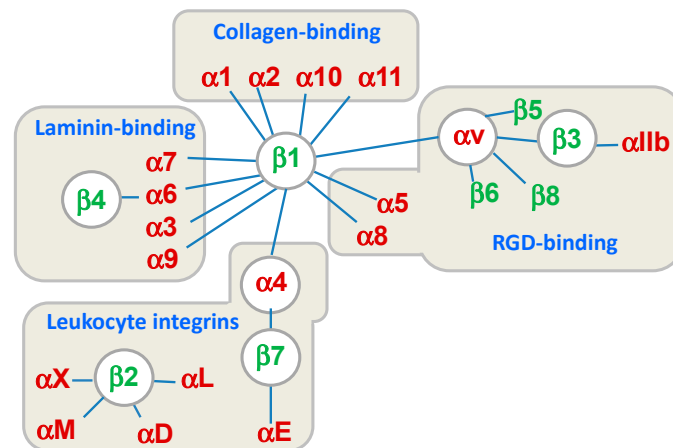 Collagen-binding
α1 α2 α10 α11
Laminin-binding
α7
α6
α3
α9
β4
β1
αv
β5
β3
αIIb
β6
β8
α5
α8
RGD-binding
α4
Leukocyte integrins
β7
αX
β2
αL
αM
αD
αE